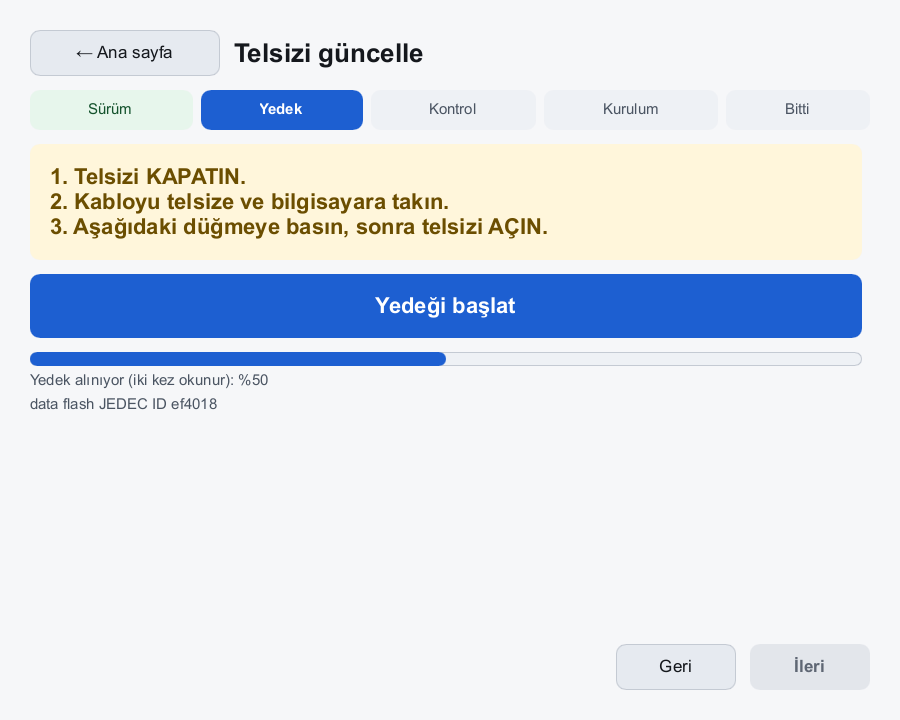 ← Ana sayfa
Telsizi güncelle
Sürüm
Yedek
Kontrol
Kurulum
Bitti
1. Telsizi KAPATIN.
2. Kabloyu telsize ve bilgisayara takın.
3. Aşağıdaki düğmeye basın, sonra telsizi AÇIN.
Yedeği başlat
Yedek alınıyor (iki kez okunur): %50
data flash JEDEC ID ef4018
Geri
İleri